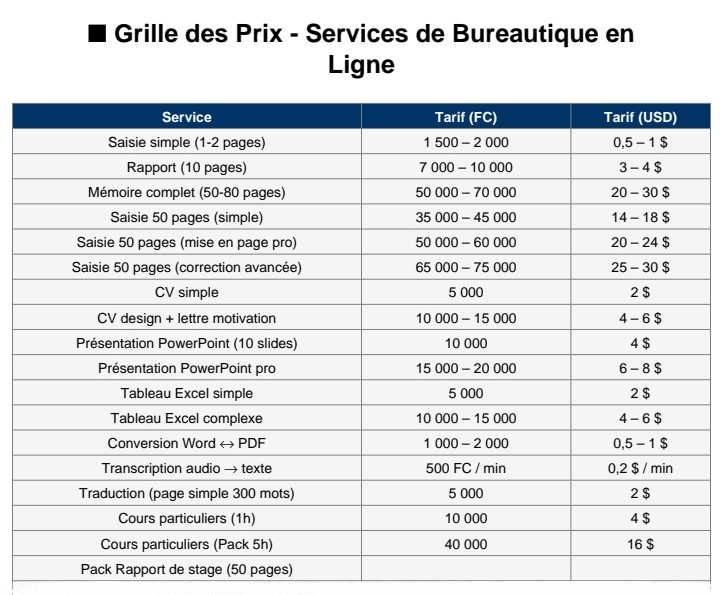 ■ Grille des Prix - Services de Bureautique en
Ligne
Service Tarif (FC) Tarif (USD)
Saisie simple (1-2 pages) 1 500 – 2 000 0,5 – 1 $
Rapport (10 pages) 7 000 – 10 000 3 – 4 $
Mémoire complet (50-80 pages) 50 000 – 70 000 20 – 30 $
Saisie 50 pages (simple) 35 000 – 45 000 14 – 18 $
Saisie 50 pages (mise en page pro) 50 000 – 60 000 20 – 24 $
Saisie 50 pages (correction avancée) 65 000 – 75 000 25 – 30 $
CV simple 5 000 2 $
CV design + lettre motivation 10 000 – 15 000 4 – 6 $
Présentation PowerPoint (10 slides) 10 000 4 $
Présentation PowerPoint pro 15 000 – 20 000 6 – 8 $
Tableau Excel simple 5 000 2 $
Tableau Excel complexe 10 000 – 15 000 4 – 6 $
Conversion Word ↔ PDF 1 000 – 2 000 0,5 – 1 $
Transcription audio → texte 500 FC / min 0,2 $ / min
Traduction (page simple 300 mots) 5 000 2 $
Cours particuliers (1h) 10 000 4 $
Cours particuliers (Pack 5h) 40 000 16 $
Pack Rapport de stage (50 pages)